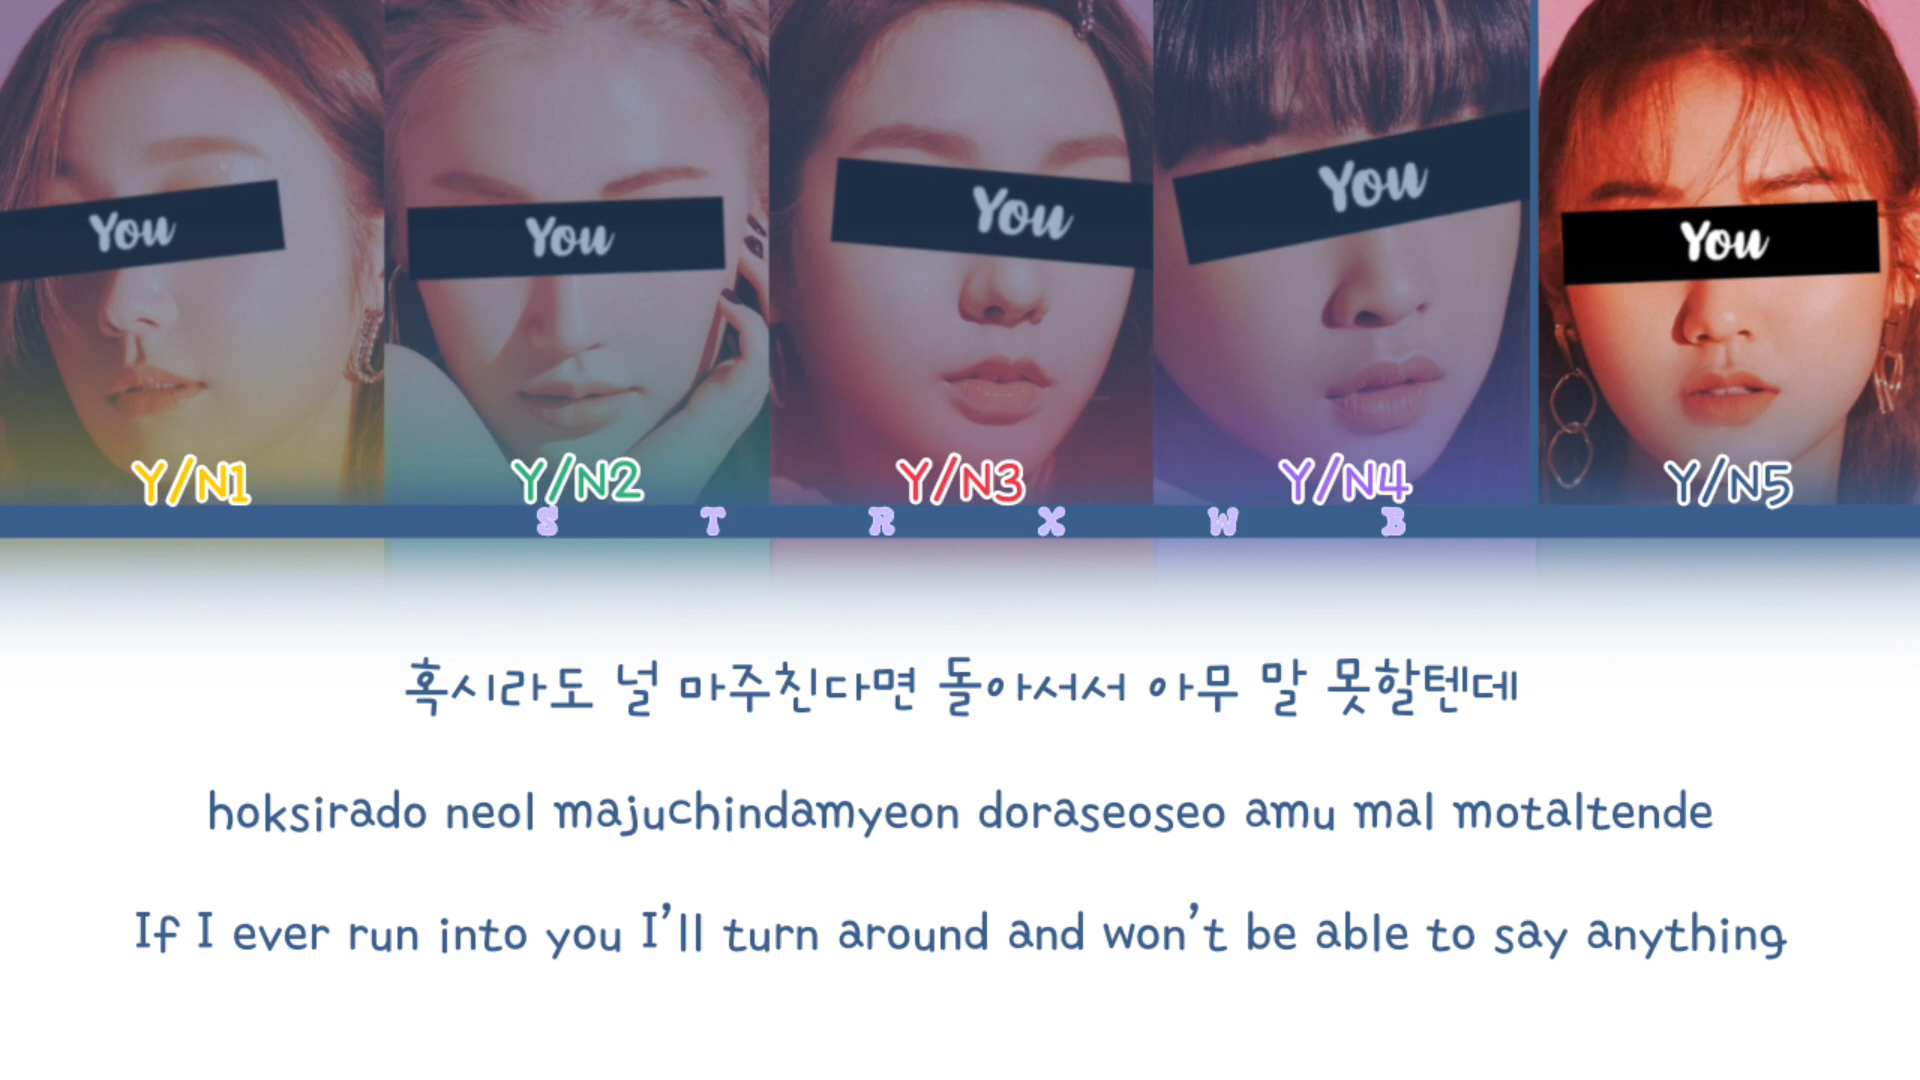 You You You You You
Y/N1 Y/N2 Y/N3 Y/N4 Y/N5
S T R X W B
혹시라도 널 마주친다면 돌아서서 아무 말 못할텐데
hoksirado neol majuchindamyeon doraseoseo amu mal motaltende
If I ever run into you I'll turn around and won't be able to say anything